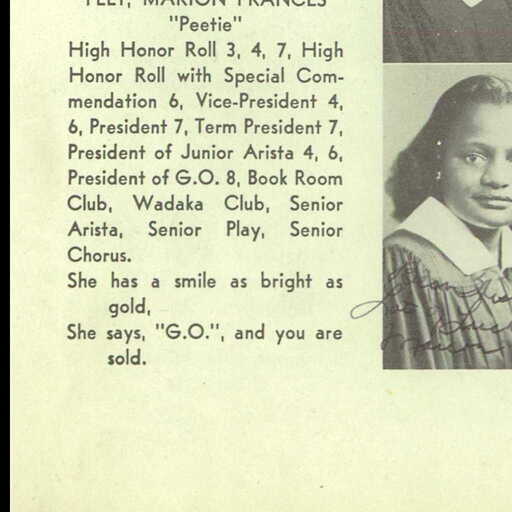 PEET, MARION FRANCES
"Peetie"
High Honor Roll 3, 4, 7, High
Honor Roll with Special Com-
mendation 6, Vice-President 4,
6, President 7, Term President 7,
President of Junior Arista 4, 6,
President of G.O. 8, Book Room
Club, Wadaka Club, Senior
Arista, Senior Play, Senior
Chorus.
She has a smile as bright as
gold,
She says, "G.O.", and you are
sold.